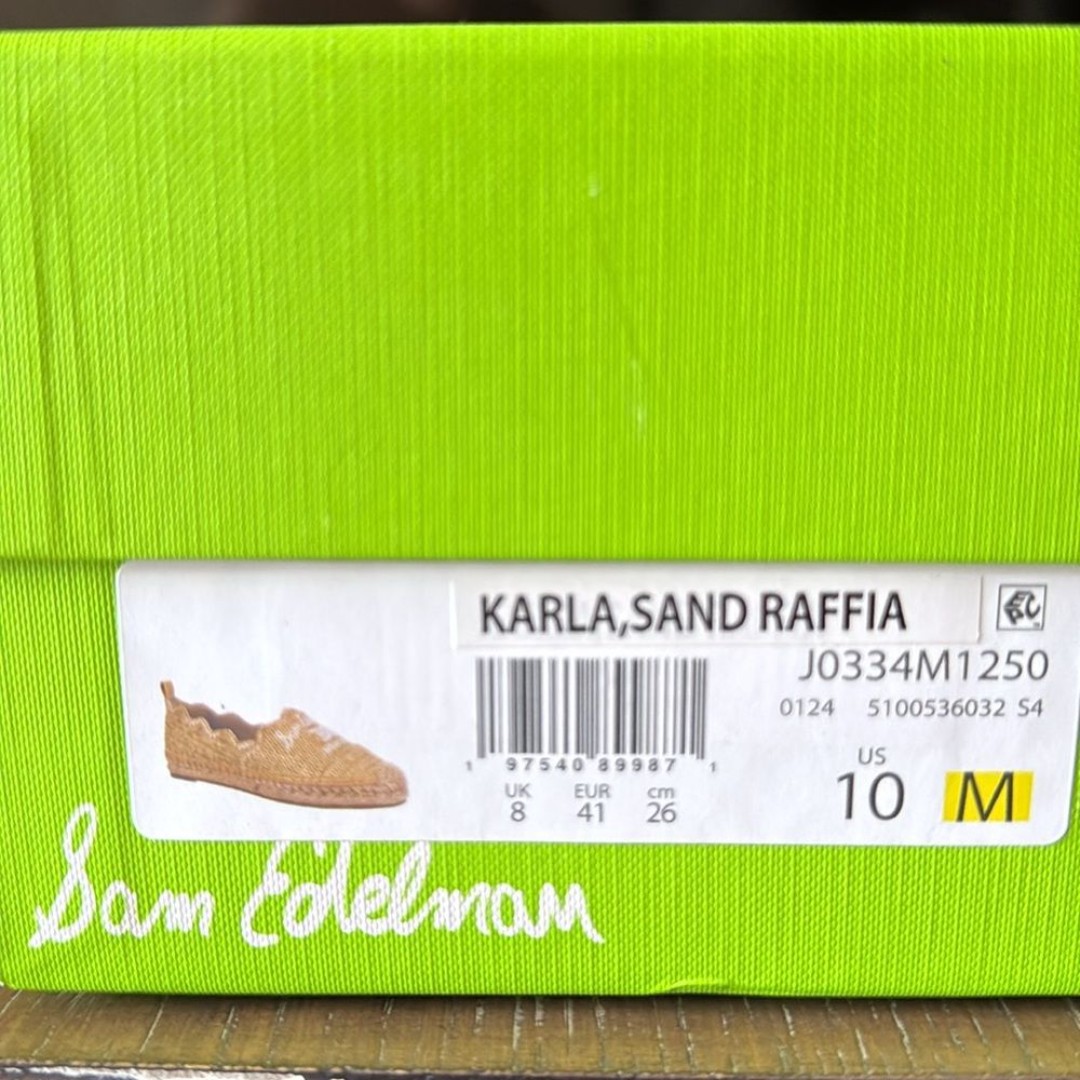 KARLA,SAND RAFFIA
J0334M1250
0124 5100536032 S4
1 97540 89987 1
UK EUR cm
8 41 26
US
10 M
Sam Edelman